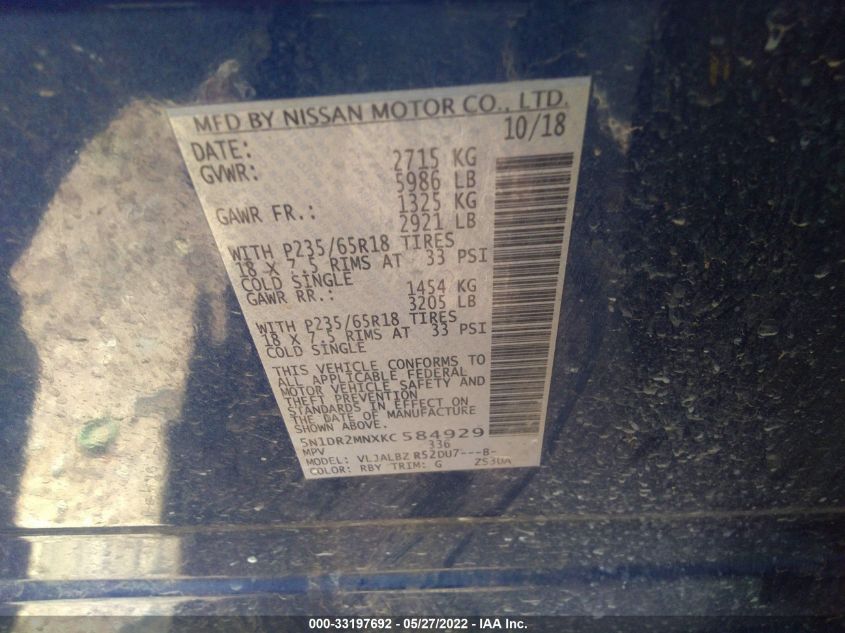 MFD BY NISSAN MOTOR CO., LTD.
DATE: 10/18
GVWR: 2715 KG
5986 LB
GAWR FR.: 1325 KG
2921 LB
WITH P235/65R18 TIRES
18 X 7.5 RIMS AT 33 PSI
COLD SINGLE
GAWR RR.: 1454 KG
3205 LB
WITH P235/65R18 TIRES
18 X 7.5 RIMS AT 33 PSI
COLD SINGLE
THIS VEHICLE CONFORMS TO
ALL APPLICABLE FEDERAL
MOTOR VEHICLE SAFETY AND
THEFT PREVENTION
STANDARDS IN EFFECT ON
THE DATE OF MANUFACTURE
SHOWN ABOVE.
5N1DR2MNXKC584929
MPV 336
MODEL: VLJALBZ R52DU7---B-
COLOR: RBY TRIM: G ZS30A
000-33197692 - 05/27/2022 - IAA Inc.